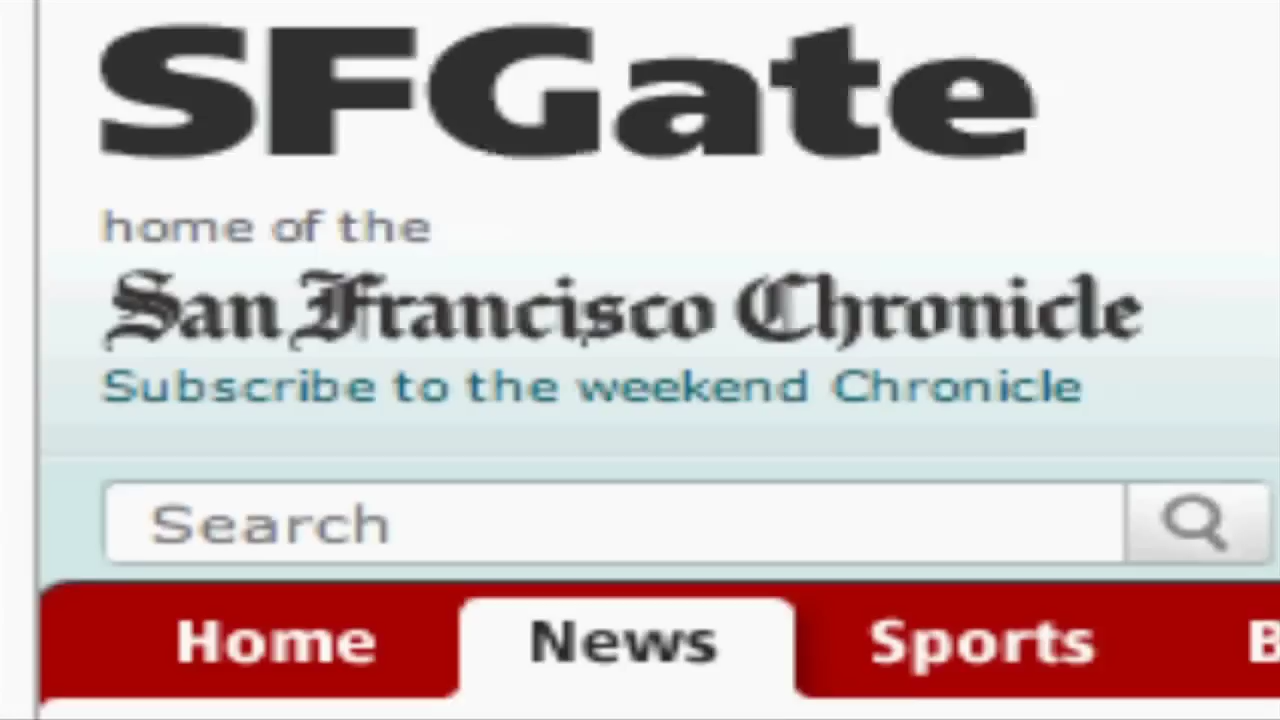 SFGate
home of the
San Francisco Chronicle
Subscribe to the weekend Chronicle
Search
Home News Sports B